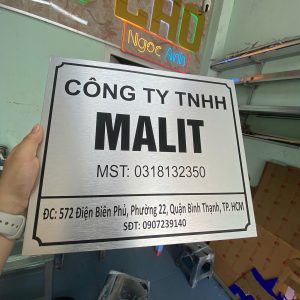 CHO
Ngọc Anh
CÔNG TY TNHH
MALIT
MST: 0318132350
ĐC: 572 Điện Biên Phủ, Phường 22, Quận Bình Thạnh, TP. HCM
SĐT: 0907239140